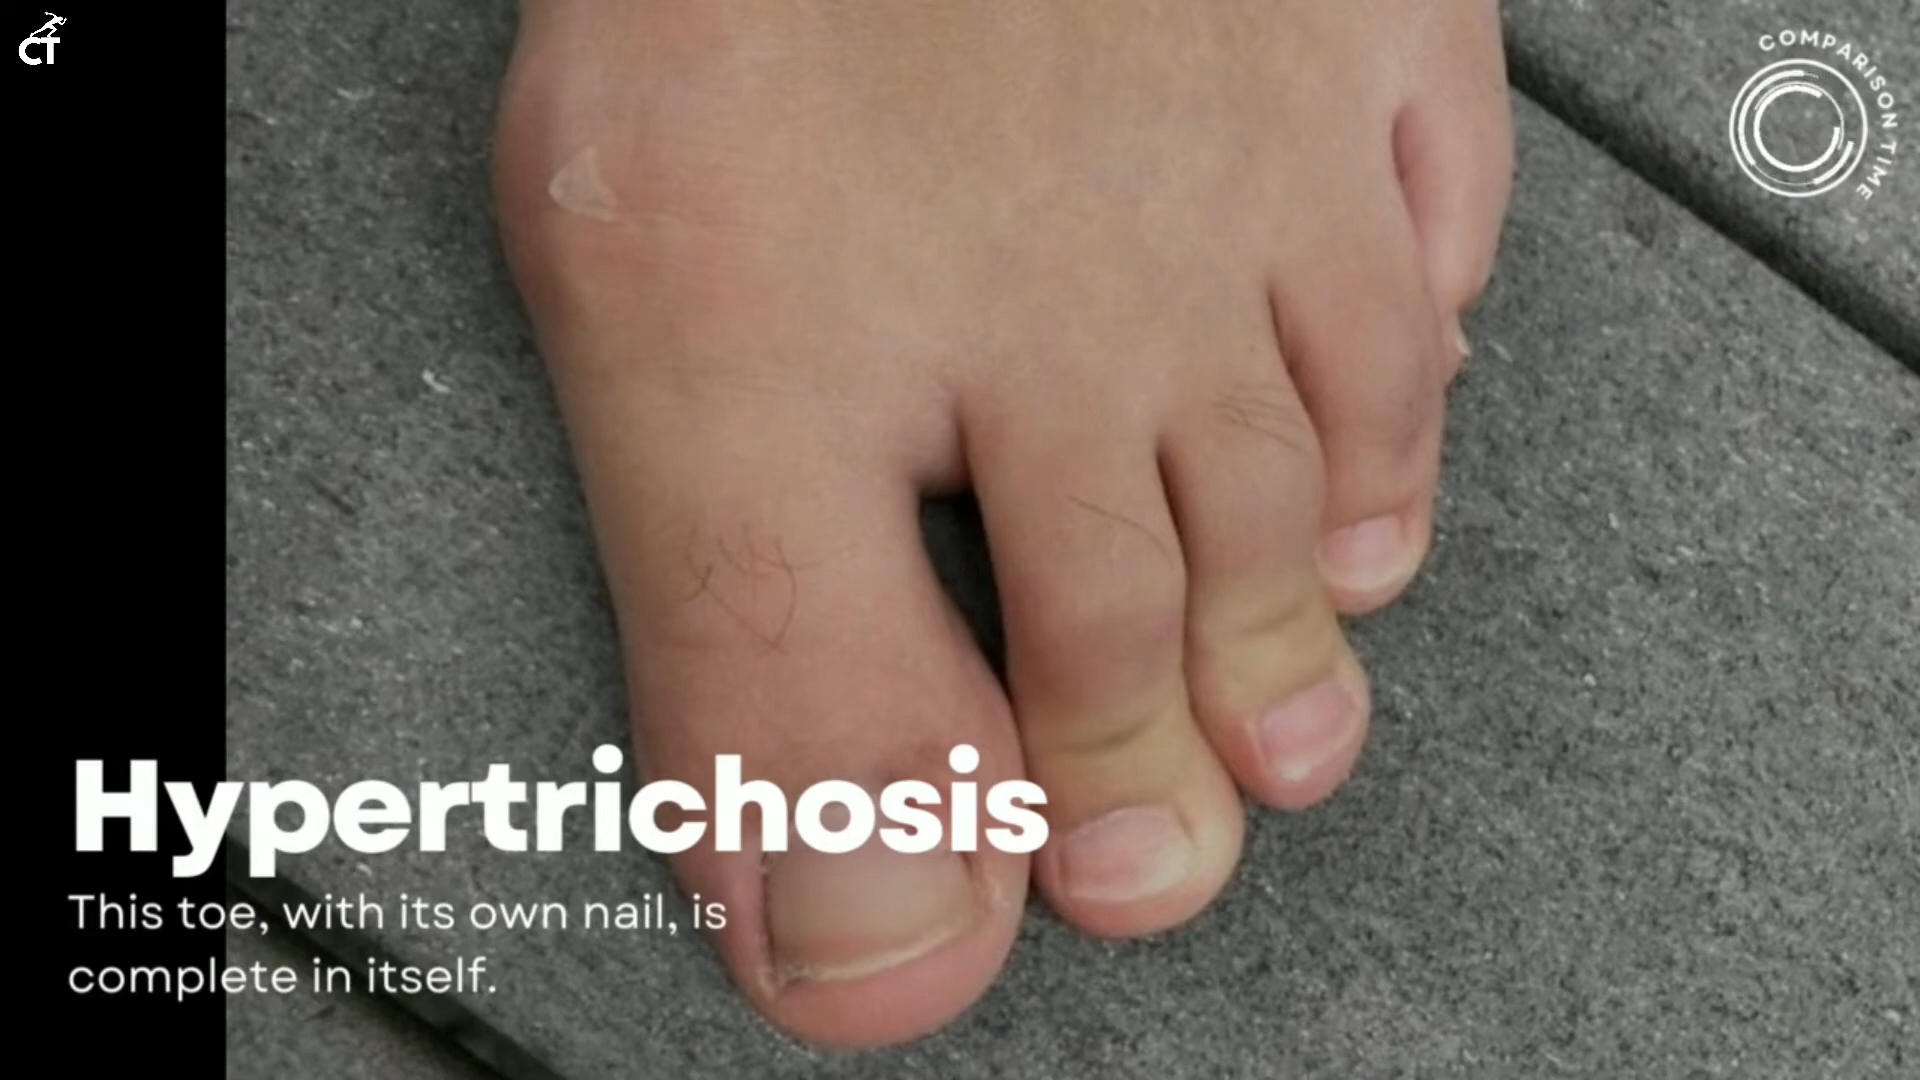 CT
COMPARISON TIME
Hypertrichosis
This toe, with its own nail, is
complete in itself.